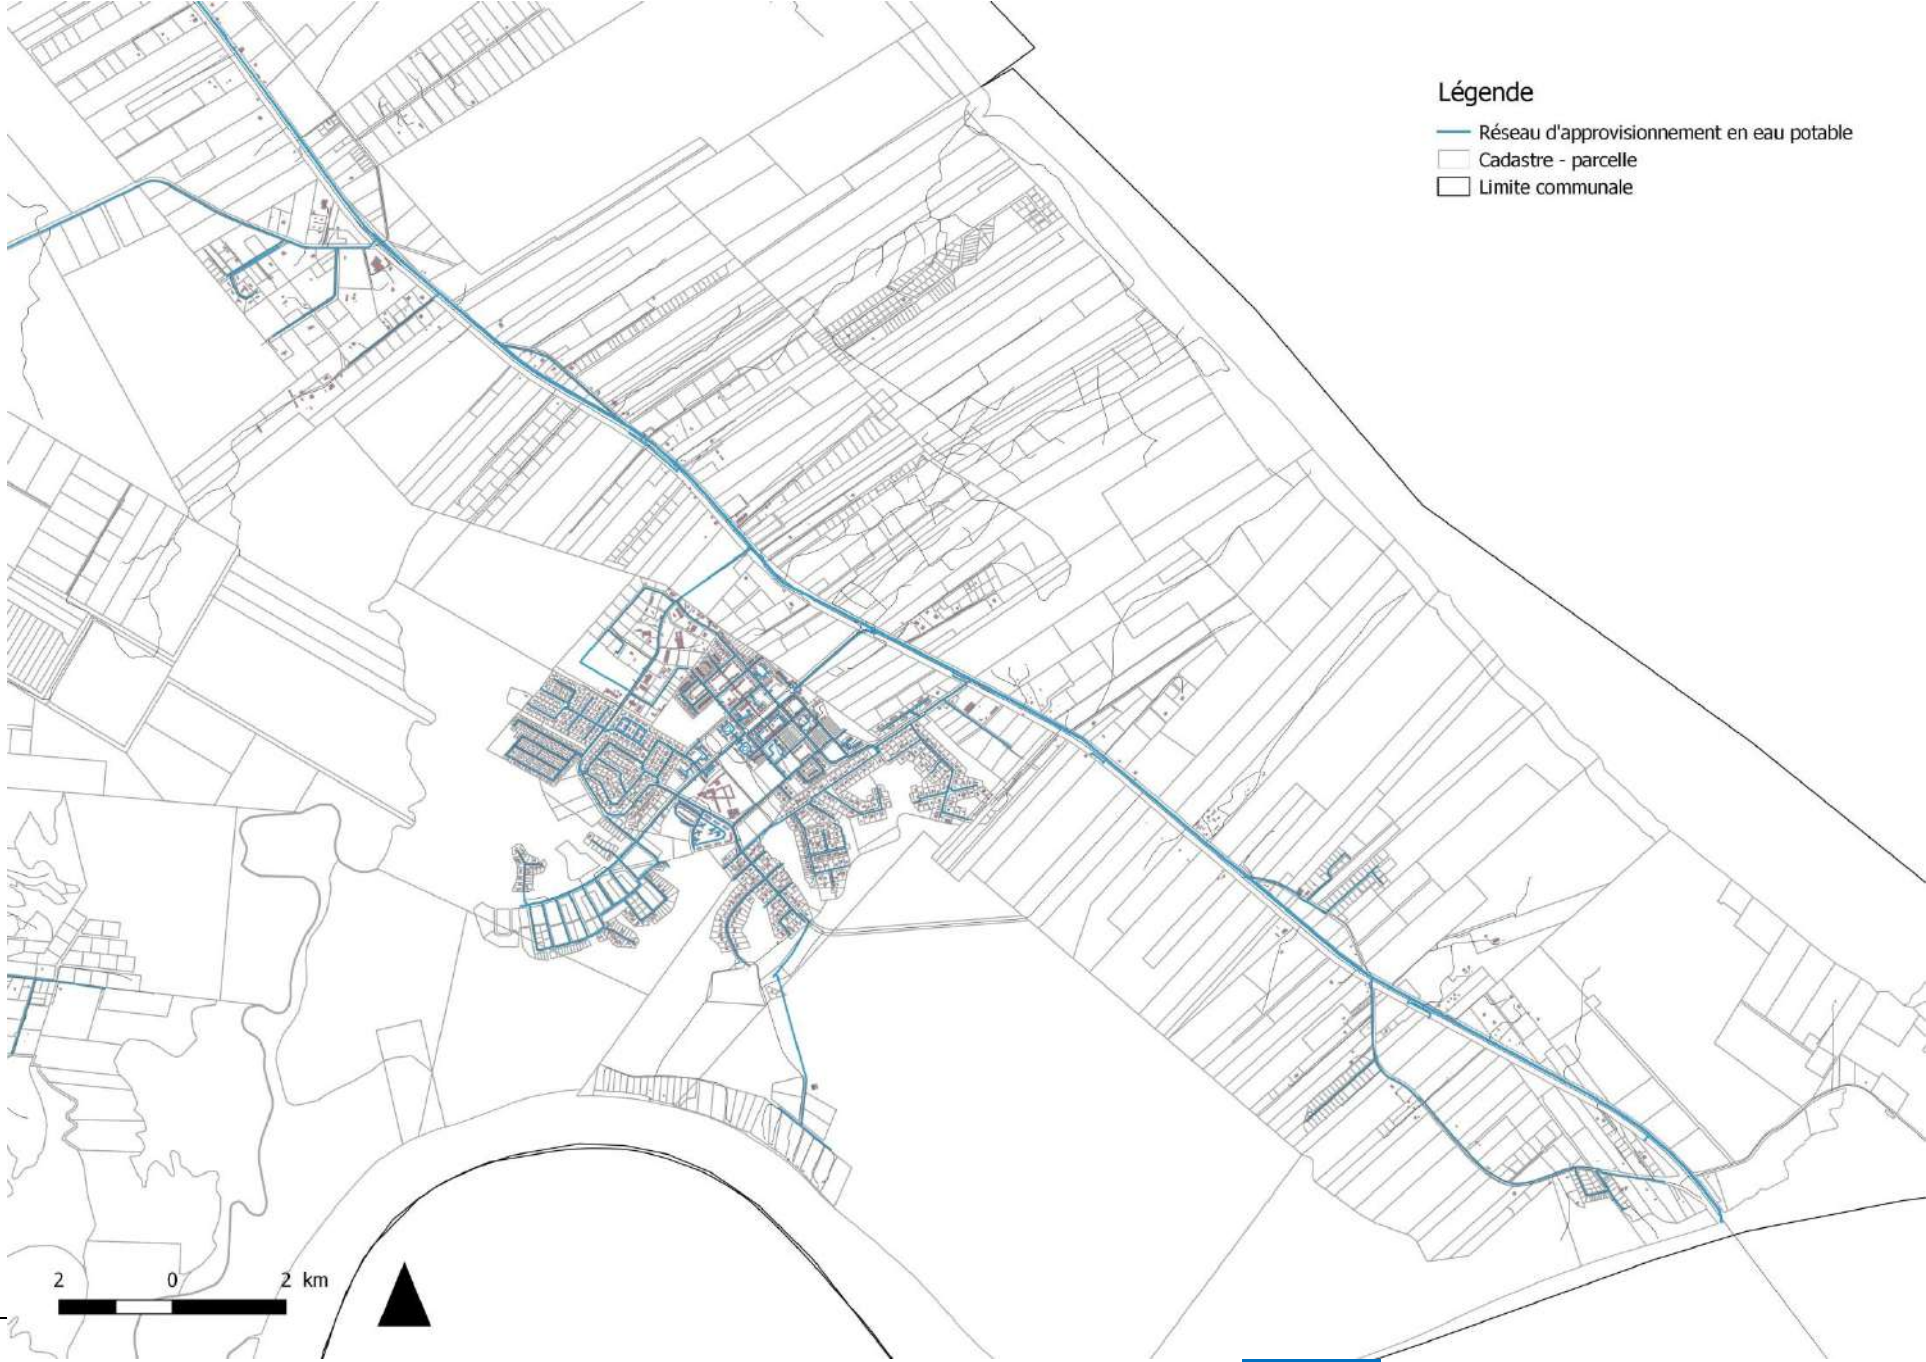 Légende
Réseau d'approvisionnement en eau potable
Cadastre - parcelle
Limite communale
2 0 2 km